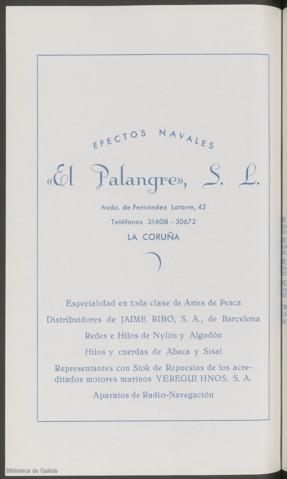 EFECTOS NAVALES
«El Palangre», S. L.
Avda. de Fernández Latorre, 42
Teléfonos 31608 - 30672
LA CORUÑA
Especialidad en toda clase de Artes de Pesca
Distribuidores de JAIME RIBO, S. A., de Barcelona
Redes e Hilos de Nylón y Algodón
Hilos y cuerdas de Abaca y Sisal
Representantes con Stok de Repuestos de los acre-
ditados motores marinos YEREGUI HNOS. S. A.
Aparatos de Radio-Navegación
Biblioteca de Galicia